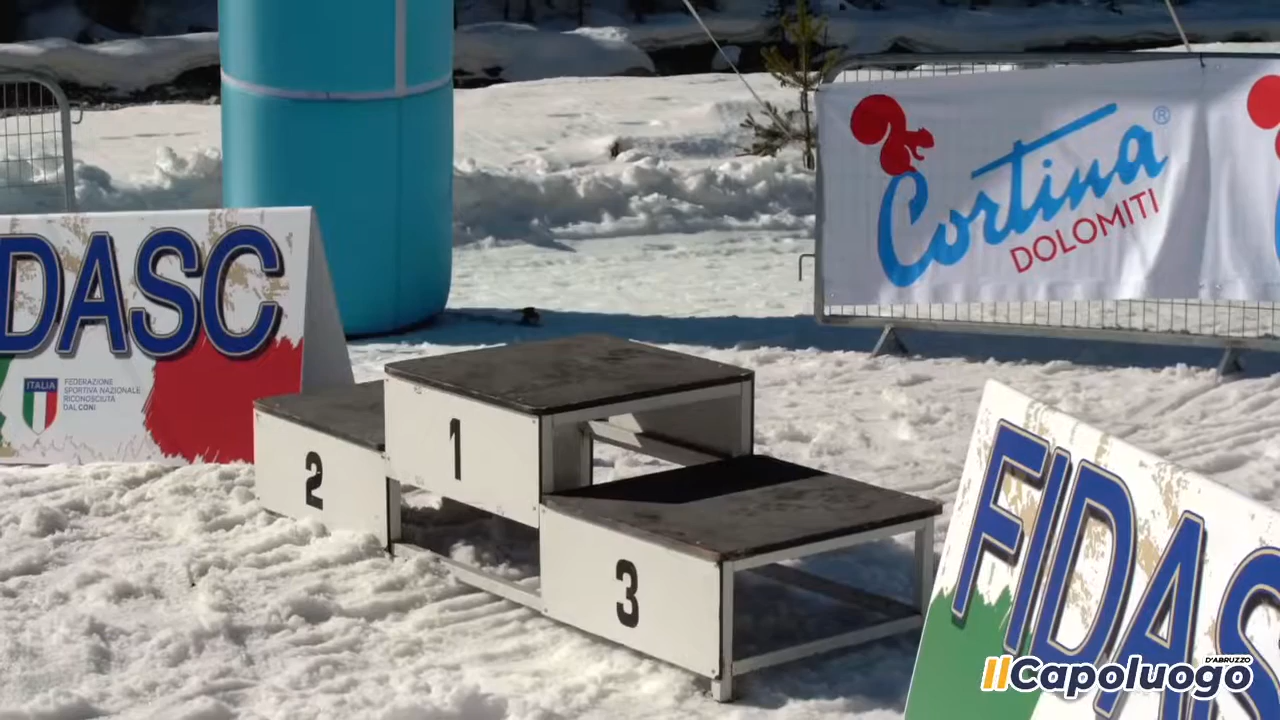 Cortina®
DOLOMITI
DASC
ITALIA
FEDERAZIONE
SPORTIVA NAZIONALE
RICONOSCIUTA
DAL CONI
1
2
3
FIDAS
IlCapoluogo
D'ABRUZZO